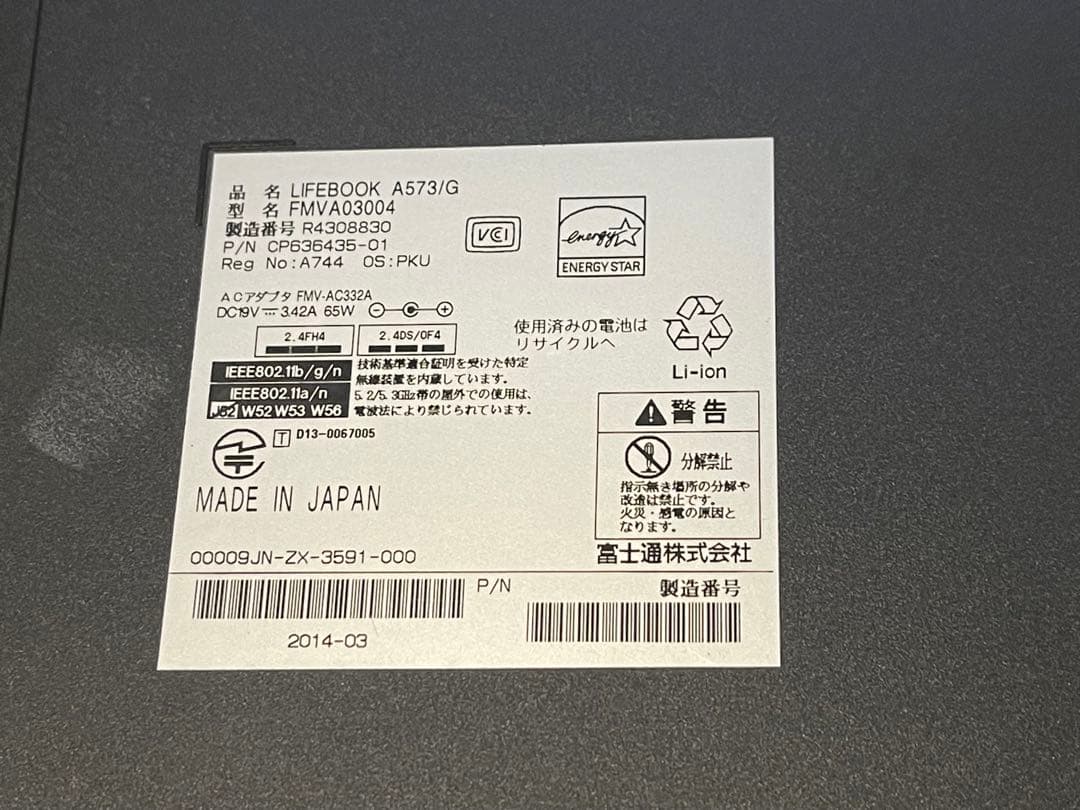 品 名 LIFEBOOK A573/G
型 名 FMVA03004
製造番号 R4308830
P/N CP636435-01
Reg No:A744 OS:PKU
VCI
energy
ENERGY STAR
ACアダプタ FMV-AC332A
DC19V 3.42A 65W
2.4FH4
2.4DS/OF4
IEEE802.11b/g/n
IEEE802.11a/n
J52 W52 W53 W56
技術基準適合証明を受けた特定
無線装置を内蔵しています。
5.2/5.3GHz帯の屋外での使用は、
電波法により禁じられています。
使用済みの電池は
リサイクルへ
Li-ion
T D13-0067005
MADE IN JAPAN
警告
分解禁止
指示無き場所の分解や
改造は禁止です。
火災・感電の原因と
なります。
富士通株式会社
00009JN-ZX-3591-000
P/N
製造番号
2014-03